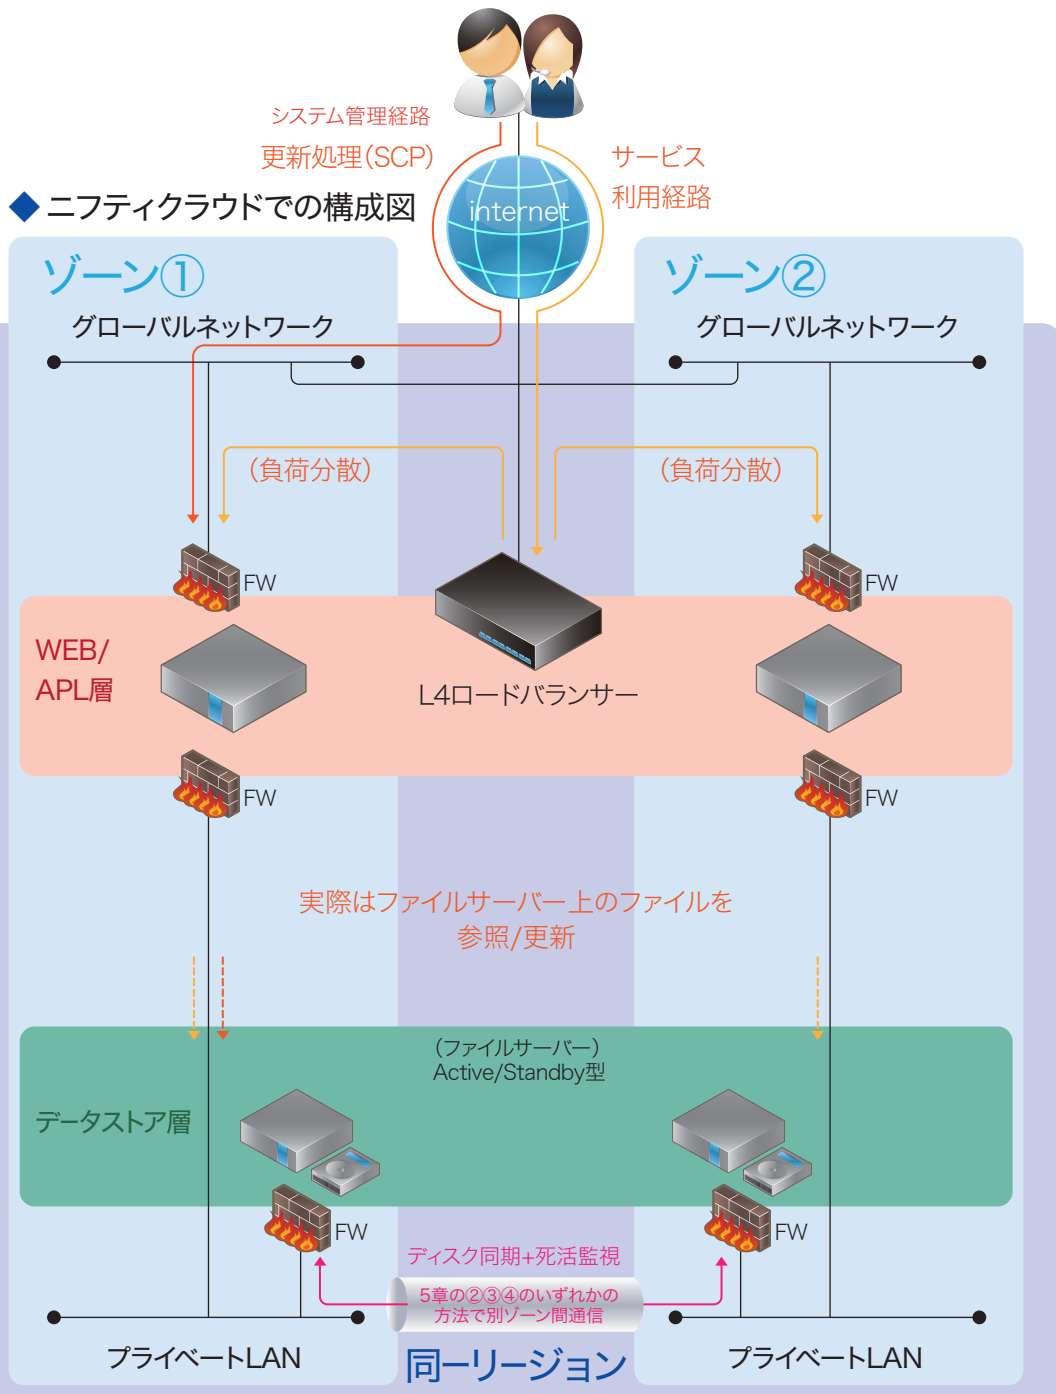 システム管理経路
更新処理(SCP)
サービス
利用経路
◆ ニフティクラウドでの構成図
internet
ゾーン①
ゾーン②
グローバルネットワーク
グローバルネットワーク
(負荷分散)
(負荷分散)
FW
FW
WEB/
APL層
L4ロードバランサー
FW
FW
実際はファイルサーバー上のファイルを
参照/更新
(ファイルサーバー)
Active/Standby型
データストア層
FW
FW
ディスク同期+死活監視
5章の②③④のいずれかの
方法で別ゾーン間通信
プライベートLAN
同一リージョン
プライベートLAN